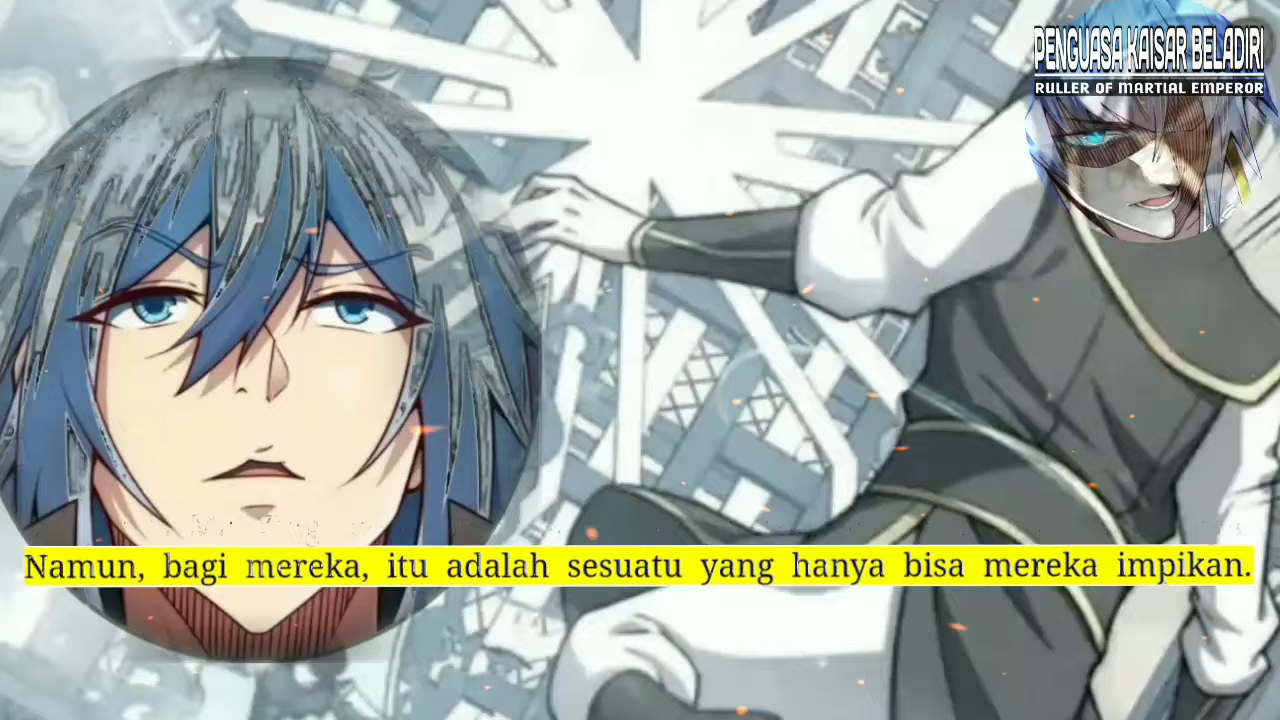 PENGUASA KAISAR BELADIRI
RULLER OF MARTIAL EMPEROR
Namun, bagi mereka, itu adalah sesuatu yang hanya bisa mereka impikan.